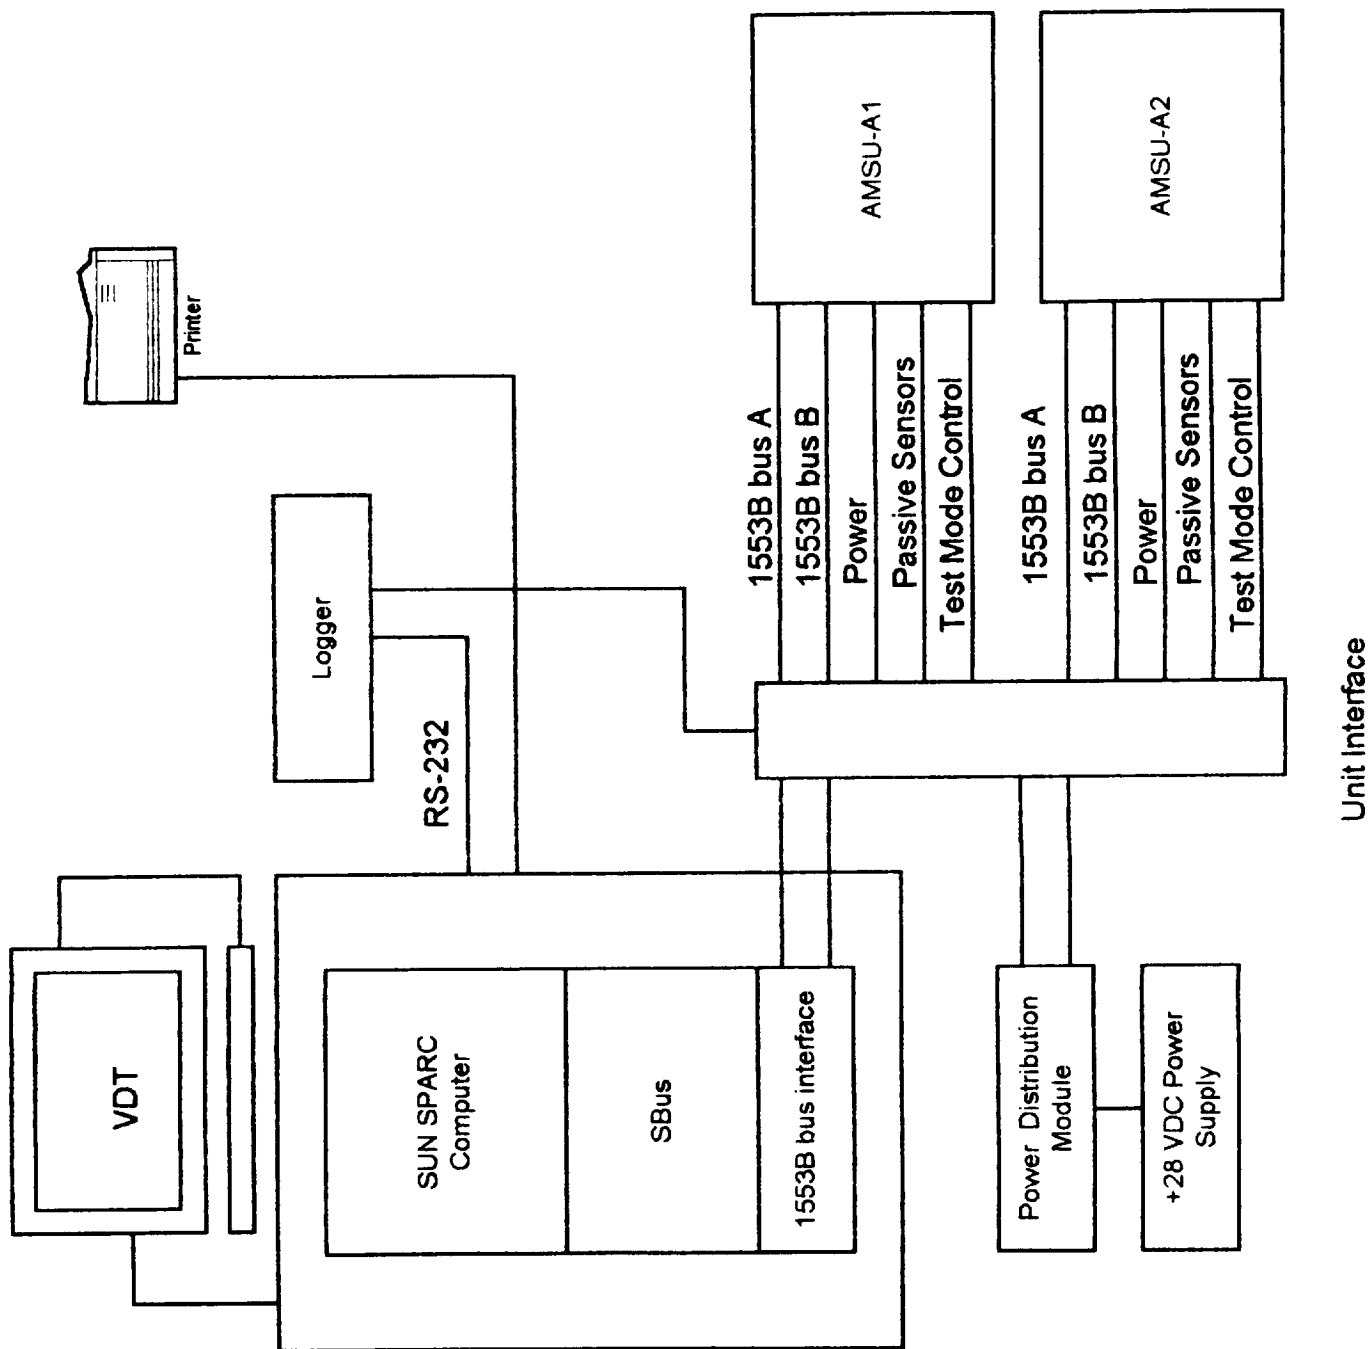 VDT
SUN SPARC
Computer
SBus
1553B bus interface
RS-232
Logger
Printer
Power Distribution
Module
+28 VDC Power
Supply
1553B bus A
1553B bus B
Power
Passive Sensors
Test Mode Control
AMSU-A1
1553B bus A
1553B bus B
Power
Passive Sensors
Test Mode Control
AMSU-A2
Unit Interface